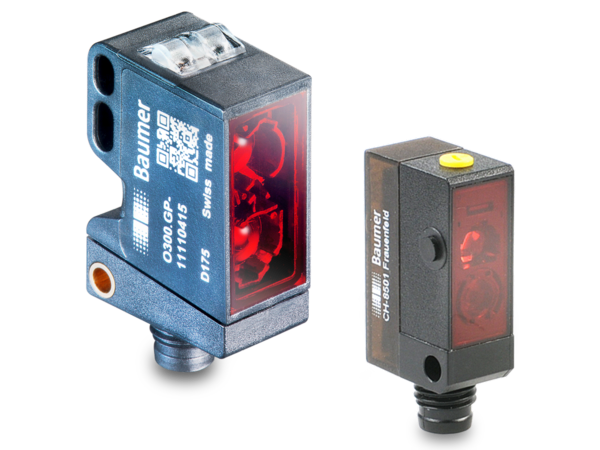 Baumer
O300.GP-
11110415
D175 Swiss made
Baumer
CH-8501 Frauenfeld